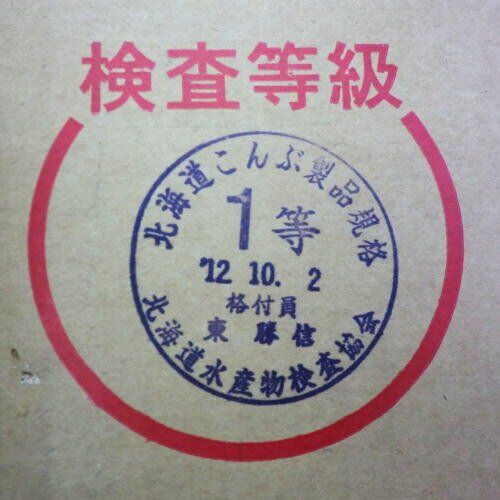 検査等級
北海道こんぶ製品規格
1等
'12 10. 2
格付員
東 勝信
北海道水産物検査協会